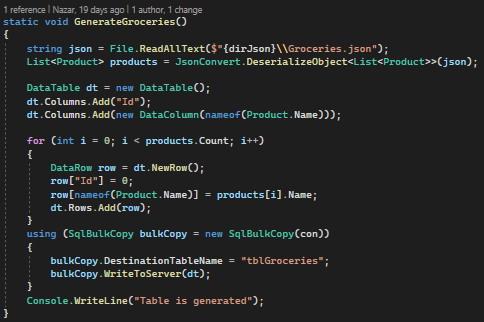 1 reference | Nazar, 19 days ago | 1 author, 1 change
static void GenerateGroceries()
{
string json = File.ReadAllText($"{dirJson}\\Groceries.json");
List<Product> products = JsonConvert.DeserializeObject<List<Product>>(json);
DataTable dt = new DataTable();
dt.Columns.Add("Id");
dt.Columns.Add(new DataColumn(nameof(Product.Name)));
for (int i = 0; i < products.Count; i++)
{
DataRow row = dt.NewRow();
row["Id"] = 0;
row[nameof(Product.Name)] = products[i].Name;
dt.Rows.Add(row);
}
using (SqlBulkCopy bulkCopy = new SqlBulkCopy(con))
{
bulkCopy.DestinationTableName = "tblGroceries";
bulkCopy.WriteToServer(dt);
}
Console.WriteLine("Table is generated");
}